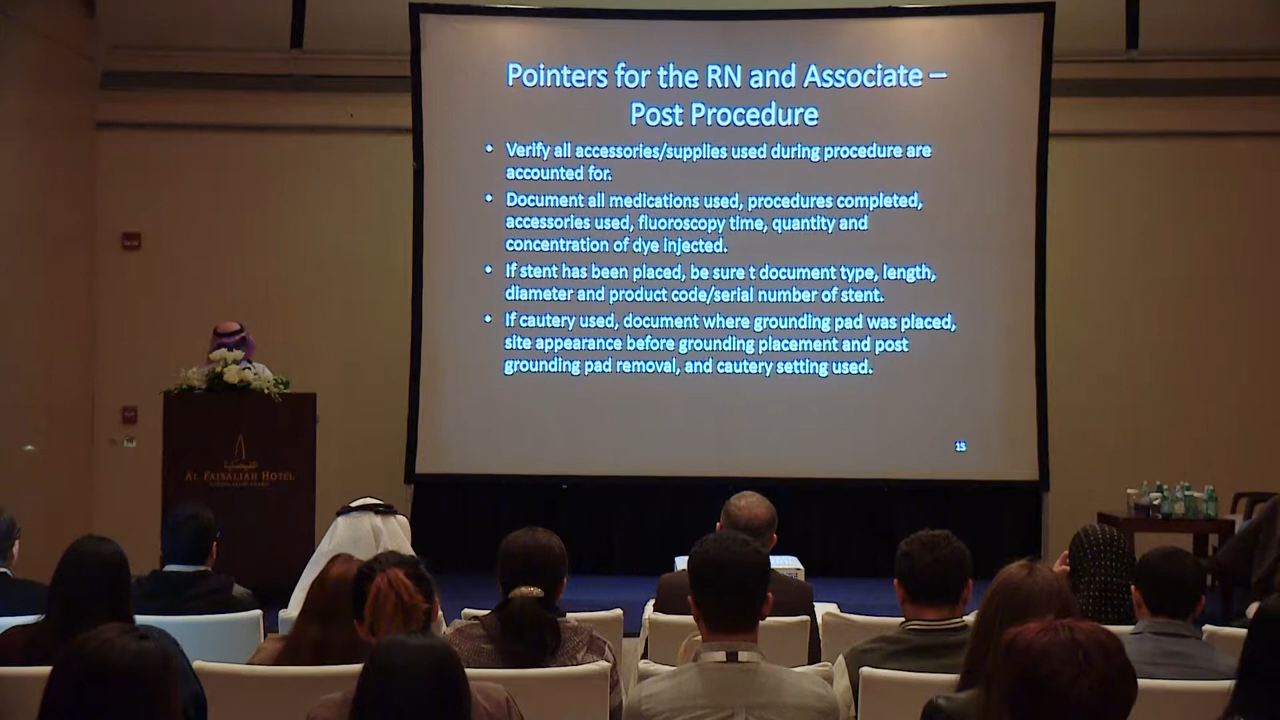 Pointers for the RN and Associate –
Post Procedure
• Verify all accessories/supplies used during procedure are
accounted for.
• Document all medications used, procedures completed,
accessories used, fluoroscopy time, quantity and
concentration of dye injected.
• If stent has been placed, be sure t document type, length,
diameter and product code/serial number of stent.
• If cautery used, document where grounding pad was placed,
site appearance before grounding placement and post
grounding pad removal, and cautery setting used.
15
AL FAISALIAH HOTEL